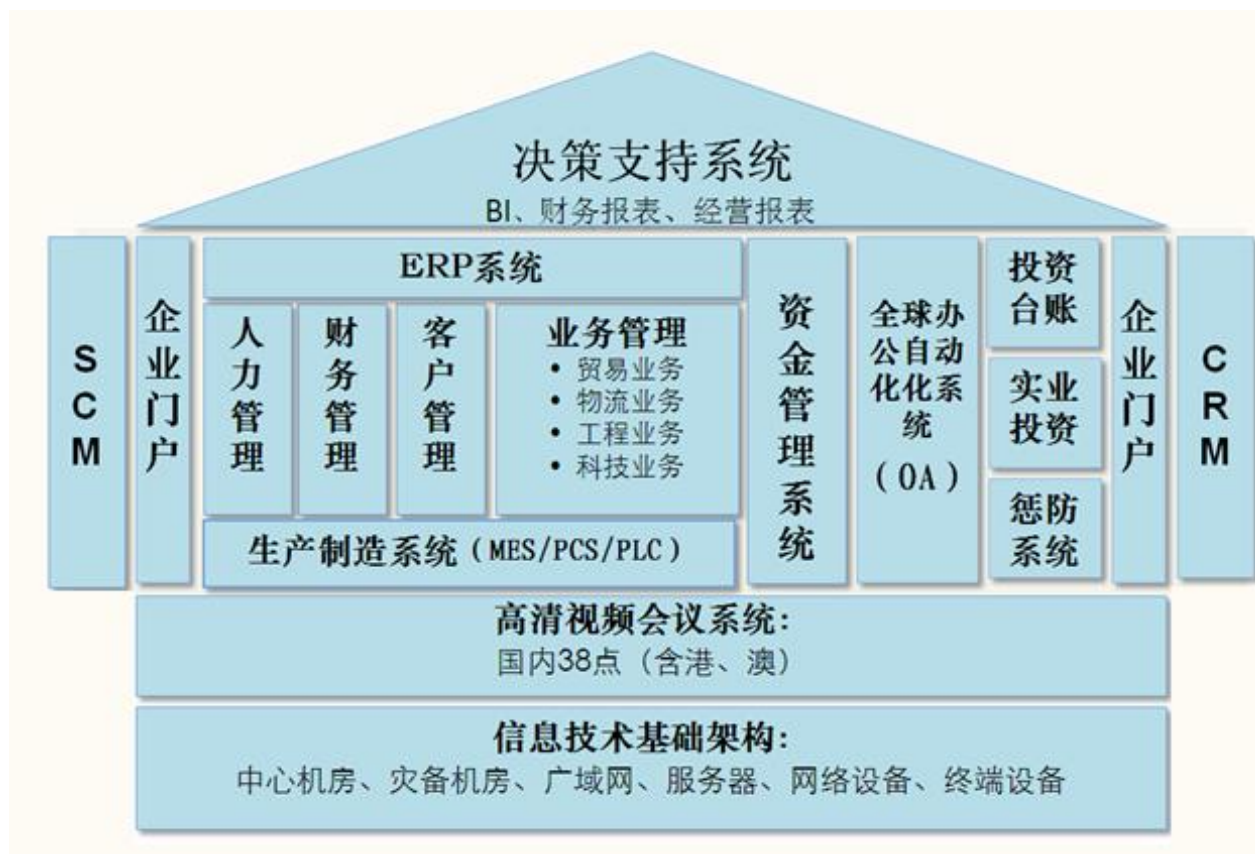 决策支持系统
BI、财务报表、经营报表
SCM
企业门户
ERP系统
人力管理
财务管理
客户管理
业务管理
• 贸易业务
• 物流业务
• 工程业务
• 科技业务
生产制造系统（MES/PCS/PLC）
资金管理系统
全球办
公自动
化化系
统
（OA）
投资
台账
实业
投资
惩防
系统
企业门户
CRM
高清视频会议系统：
国内38点（含港、澳）
信息技术基础架构：
中心机房、灾备机房、广域网、服务器、网络设备、终端设备